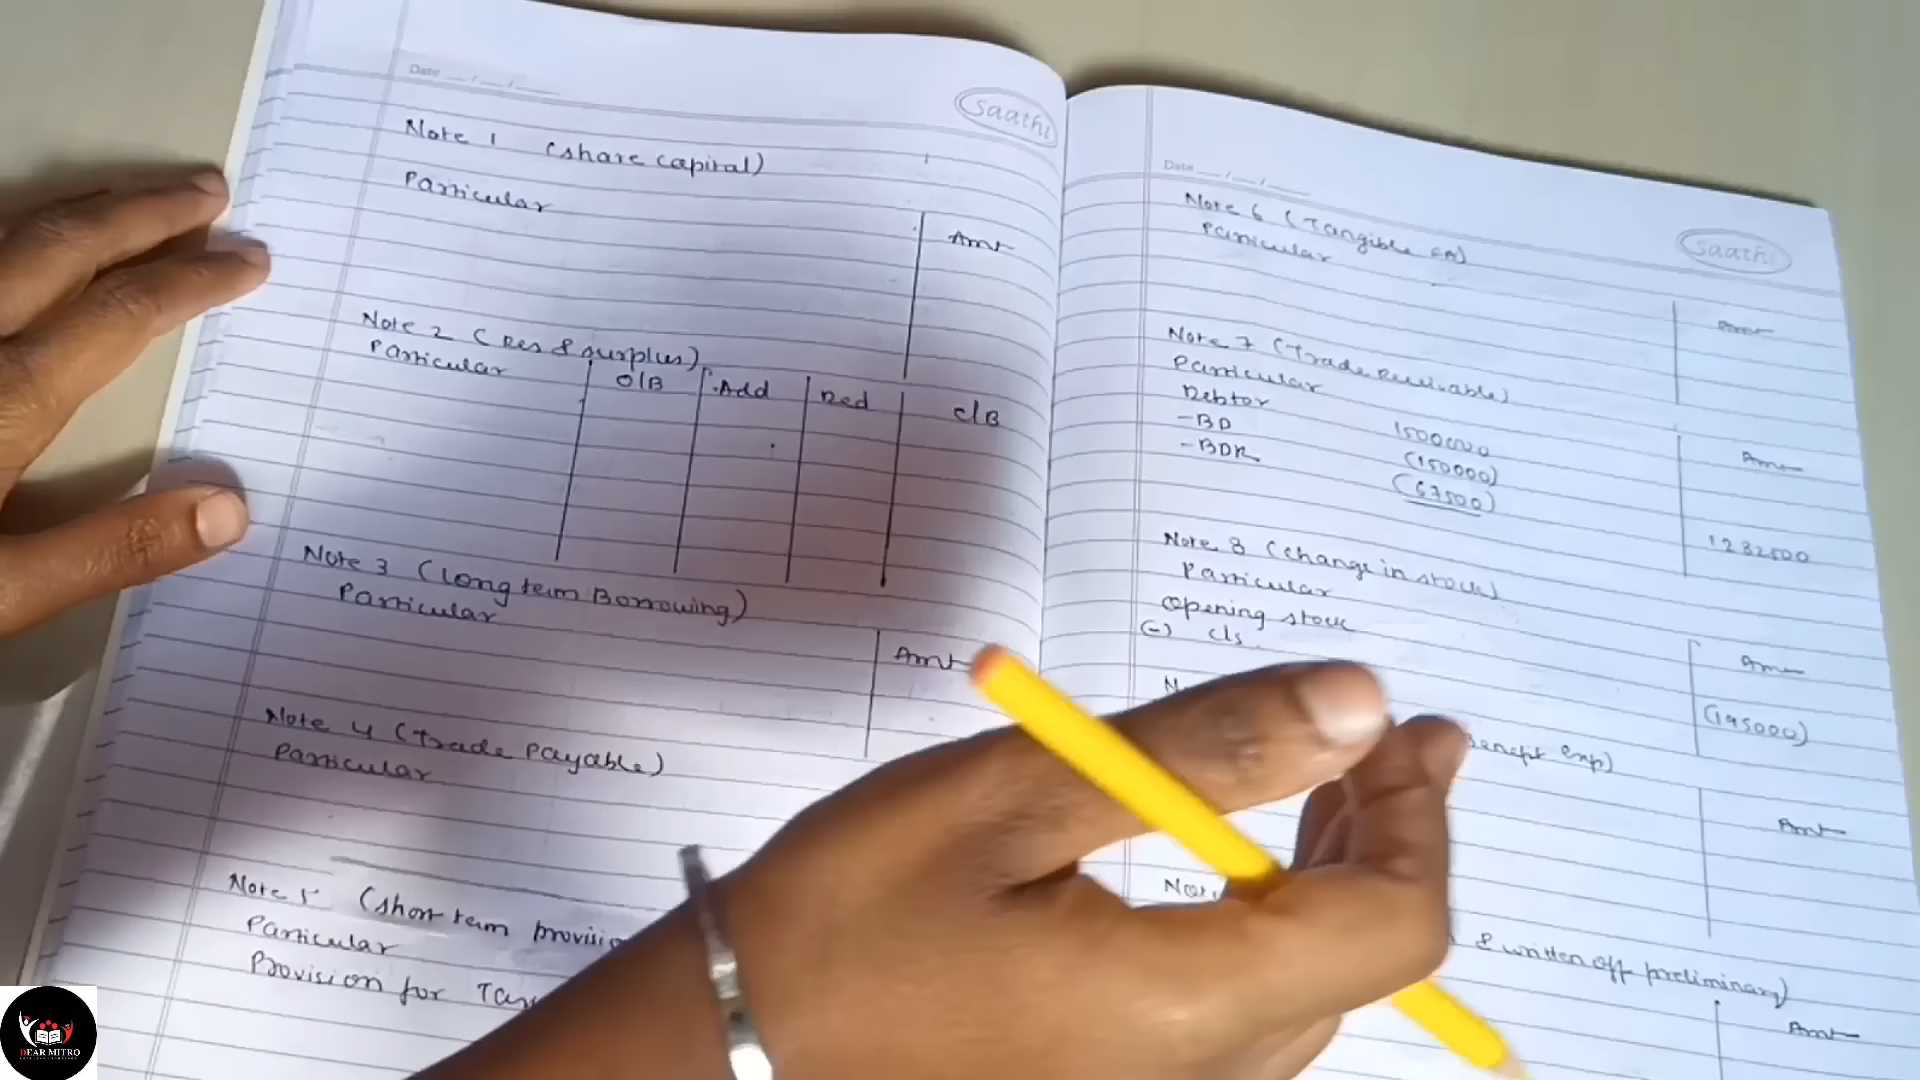 Date
Saathi
Note 1 (share capital)
Particular
Amt
Note 2 (Res & surplus)
Particular O/B Add Ded C/B
Note 3 (long term Borrowing)
Particular
Amt
Note 4 (Trade payable)
Particular
Note 5 (short term
Particular
Provision for
Date
Saathi
Note 6 (Tangible FA)
Particular
Amt
Note 7 (Trade Receivable)
Particular
Amt
Debtor 1500000
-BD (150000)
-BDR (67500)
1282500
Note 8 (change in stock)
Particular
Amt
Opening stock
(-) cls
(195000)
benefit exp)
Amt
& written off preliminary)
Amt
DEAR MITRO